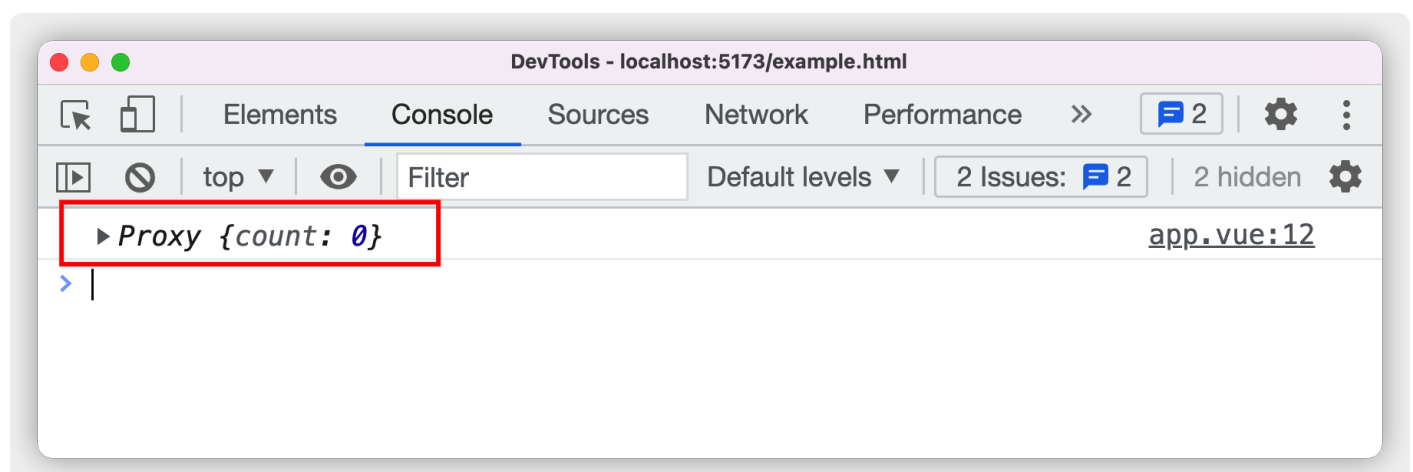 DevTools - localhost:5173/example.html
Elements Console Sources Network Performance » 2
top ▼ Filter Default levels ▼ 2 Issues: 2 2 hidden
▶ Proxy {count: 0} app.vue:12
>